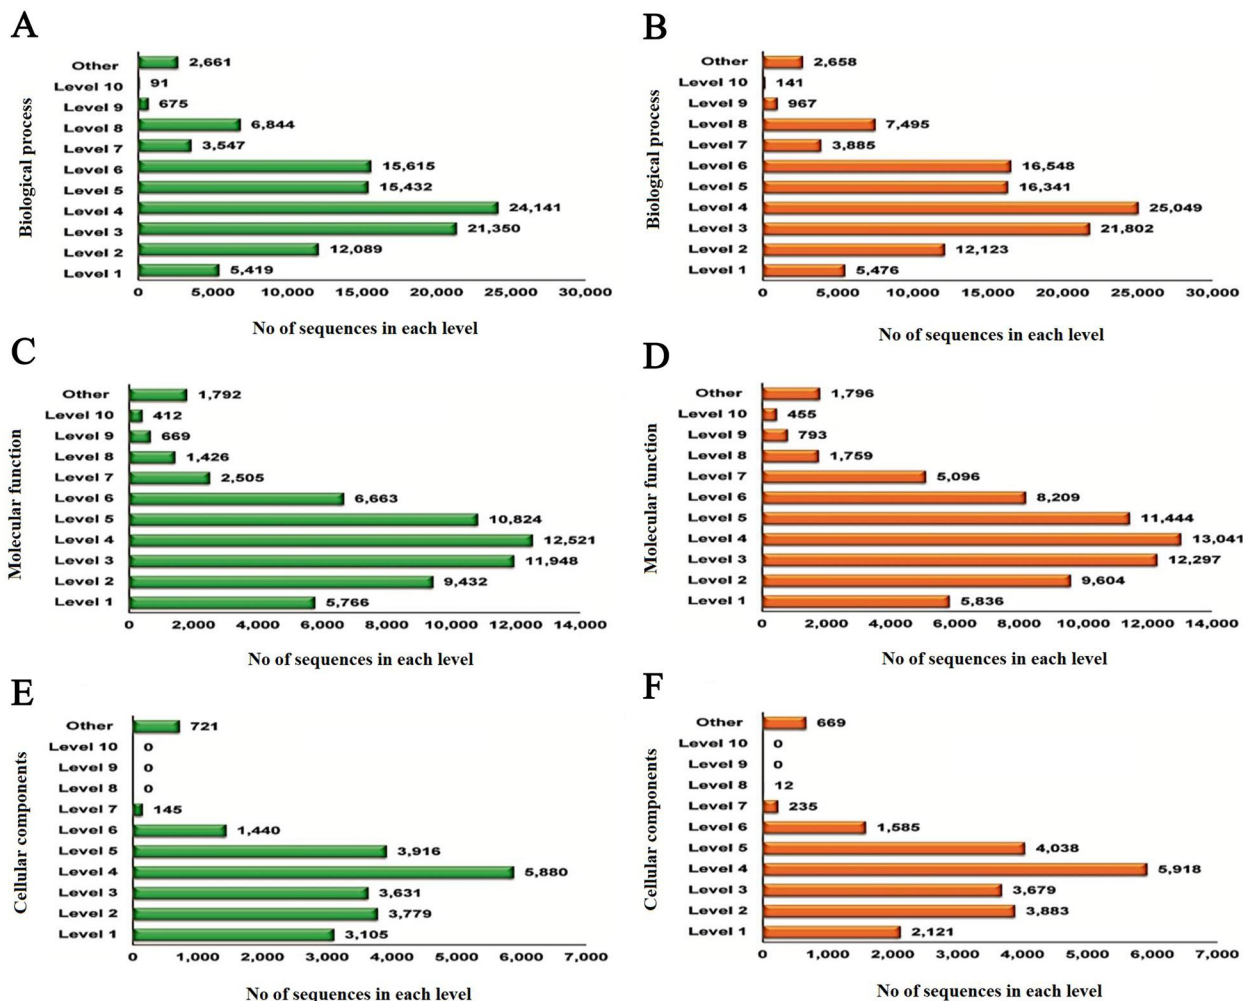 A
Biological process
Other 2,661
Level 10 91
Level 9 675
Level 8 6,844
Level 7 3,547
Level 6 15,615
Level 5 15,432
Level 4 24,141
Level 3 21,350
Level 2 12,089
Level 1 5,419
0 5,000 10,000 15,000 20,000 25,000 30,000
No of sequences in each level
B
Biological process
Other 2,658
Level 10 141
Level 9 967
Level 8 7,495
Level 7 3,885
Level 6 16,548
Level 5 16,341
Level 4 25,049
Level 3 21,802
Level 2 12,123
Level 1 5,476
0 5,000 10,000 15,000 20,000 25,000 30,000
No of sequences in each level
C
Molecular function
Other 1,792
Level 10 412
Level 9 669
Level 8 1,426
Level 7 2,505
Level 6 6,663
Level 5 10,824
Level 4 12,521
Level 3 11,948
Level 2 9,432
Level 1 5,766
0 2,000 4,000 6,000 8,000 10,000 12,000 14,000
No of sequences in each level
D
Molecular function
Other 1,796
Level 10 455
Level 9 793
Level 8 1,759
Level 7 5,096
Level 6 8,209
Level 5 11,444
Level 4 13,041
Level 3 12,297
Level 2 9,604
Level 1 5,836
0 2,000 4,000 6,000 8,000 10,000 12,000 14,000
No of sequences in each level
E
Cellular components
Other 721
Level 10 0
Level 9 0
Level 8 0
Level 7 145
Level 6 1,440
Level 5 3,916
Level 4 5,880
Level 3 3,631
Level 2 3,779
Level 1 3,105
0 1,000 2,000 3,000 4,000 5,000 6,000 7,000
No of sequences in each level
F
Cellular components
Other 669
Level 10 0
Level 9 0
Level 8 12
Level 7 235
Level 6 1,585
Level 5 4,038
Level 4 5,918
Level 3 3,679
Level 2 3,883
Level 1 2,121
0 1,000 2,000 3,000 4,000 5,000 6,000 7,000
No of sequences in each level